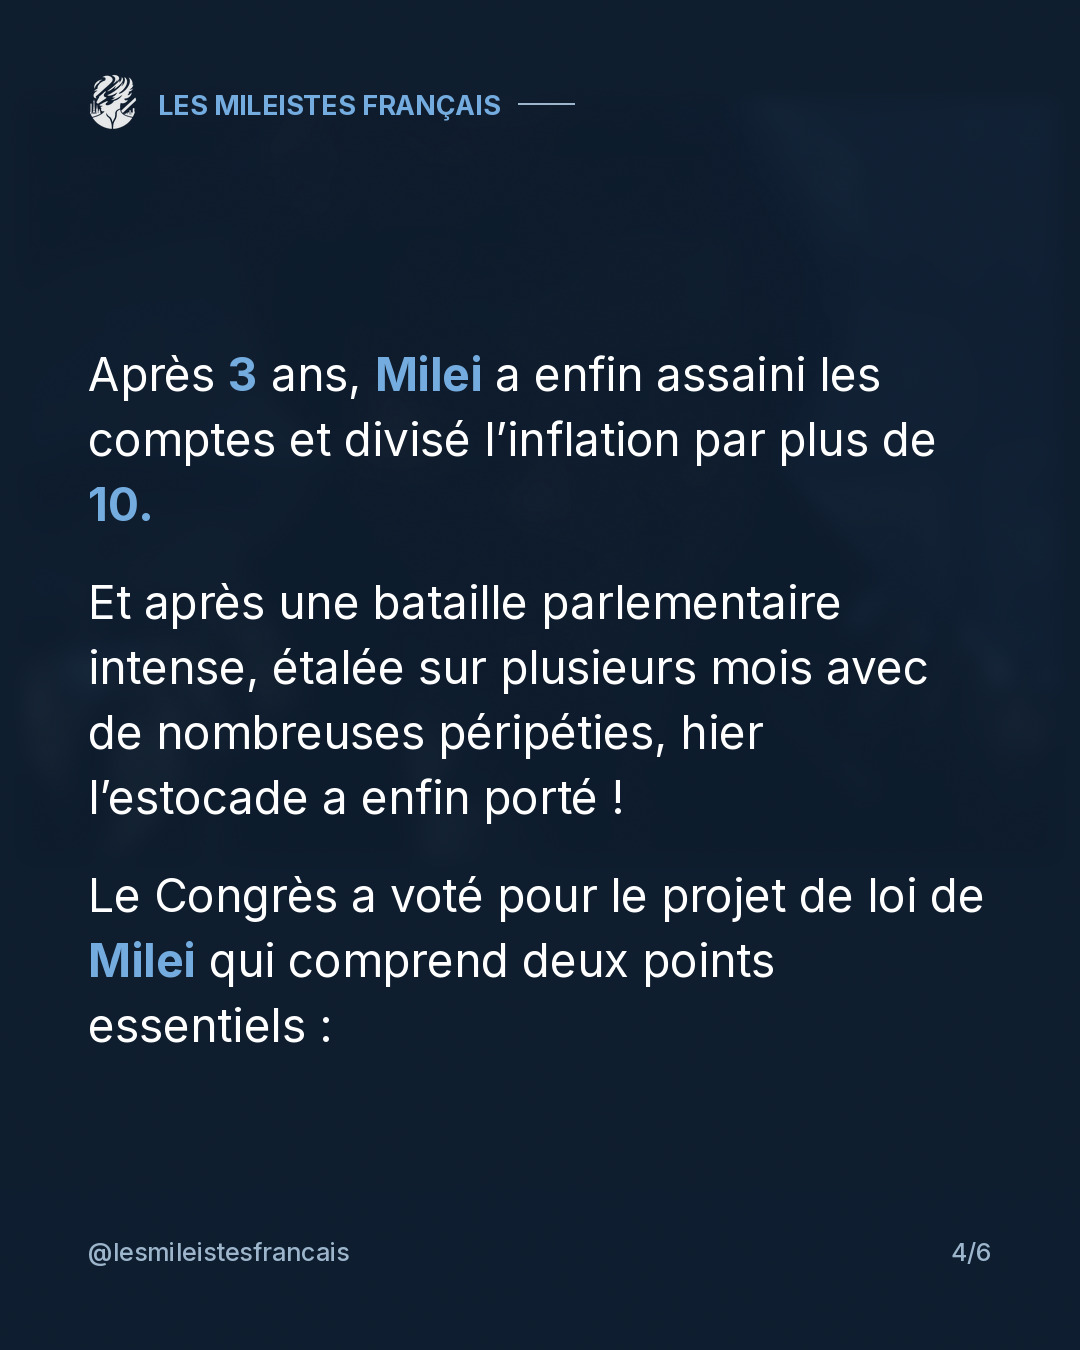 LES MILEISTES FRANÇAIS
Après 3 ans, Milei a enfin assaini les
comptes et divisé l’inflation par plus de
10.
Et après une bataille parlementaire
intense, étalée sur plusieurs mois avec
de nombreuses péripéties, hier
l’estocade a enfin porté !
Le Congrès a voté pour le projet de loi de
Milei qui comprend deux points
essentiels :
@lesmileistesfrancais
4/6